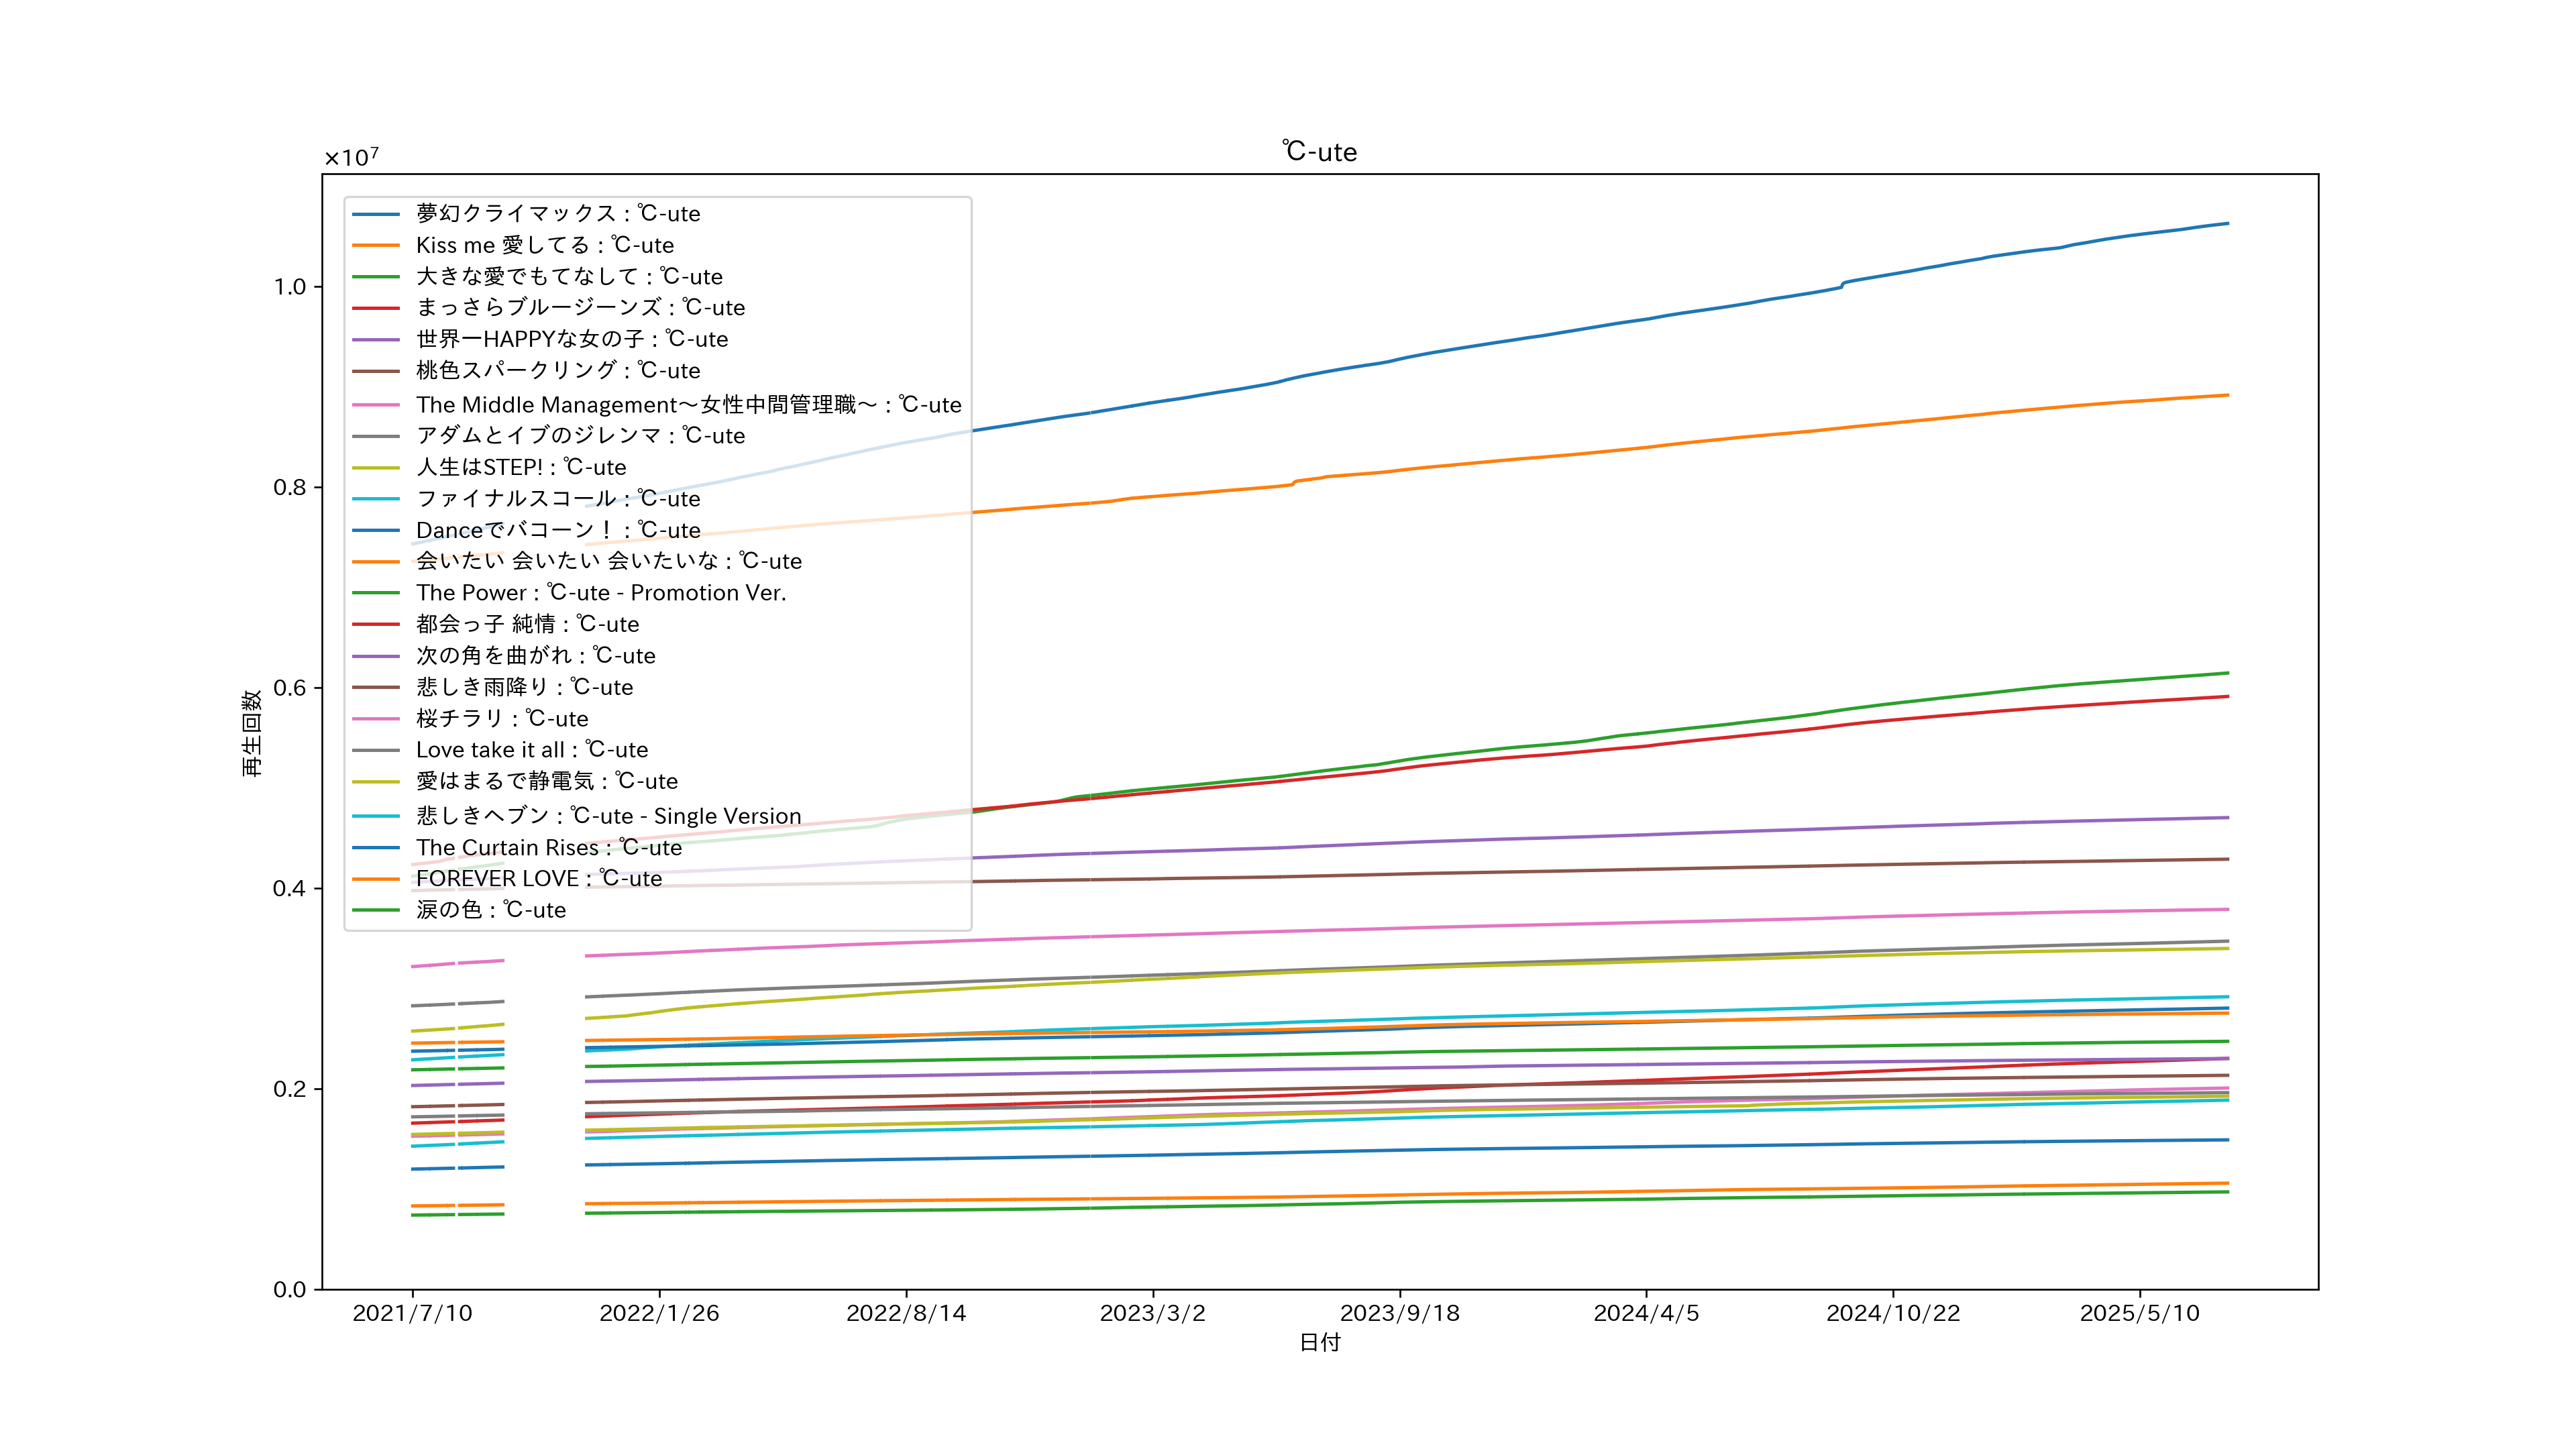 ℃-ute
×10⁷
夢幻クライマックス : ℃-ute
Kiss me 愛してる : ℃-ute
大きな愛でもてなして : ℃-ute
まっさらブルージーンズ : ℃-ute
世界一HAPPYな女の子 : ℃-ute
桃色スパークリング : ℃-ute
The Middle Management～女性中間管理職～ : ℃-ute
アダムとイブのジレンマ : ℃-ute
人生はSTEP! : ℃-ute
ファイナルスコール : ℃-ute
Danceでバコーン！ : ℃-ute
会いたい 会いたい 会いたいな : ℃-ute
The Power : ℃-ute - Promotion Ver.
都会っ子 純情 : ℃-ute
次の角を曲がれ : ℃-ute
悲しき雨降り : ℃-ute
桜チラリ : ℃-ute
Love take it all : ℃-ute
愛はまるで静電気 : ℃-ute
悲しきヘブン : ℃-ute - Single Version
The Curtain Rises : ℃-ute
FOREVER LOVE : ℃-ute
涙の色 : ℃-ute
1.0
0.8
0.6
0.4
0.2
0.0
再生回数
2021/7/10 2022/1/26 2022/8/14 2023/3/2 2023/9/18 2024/4/5 2024/10/22 2025/5/10
日付